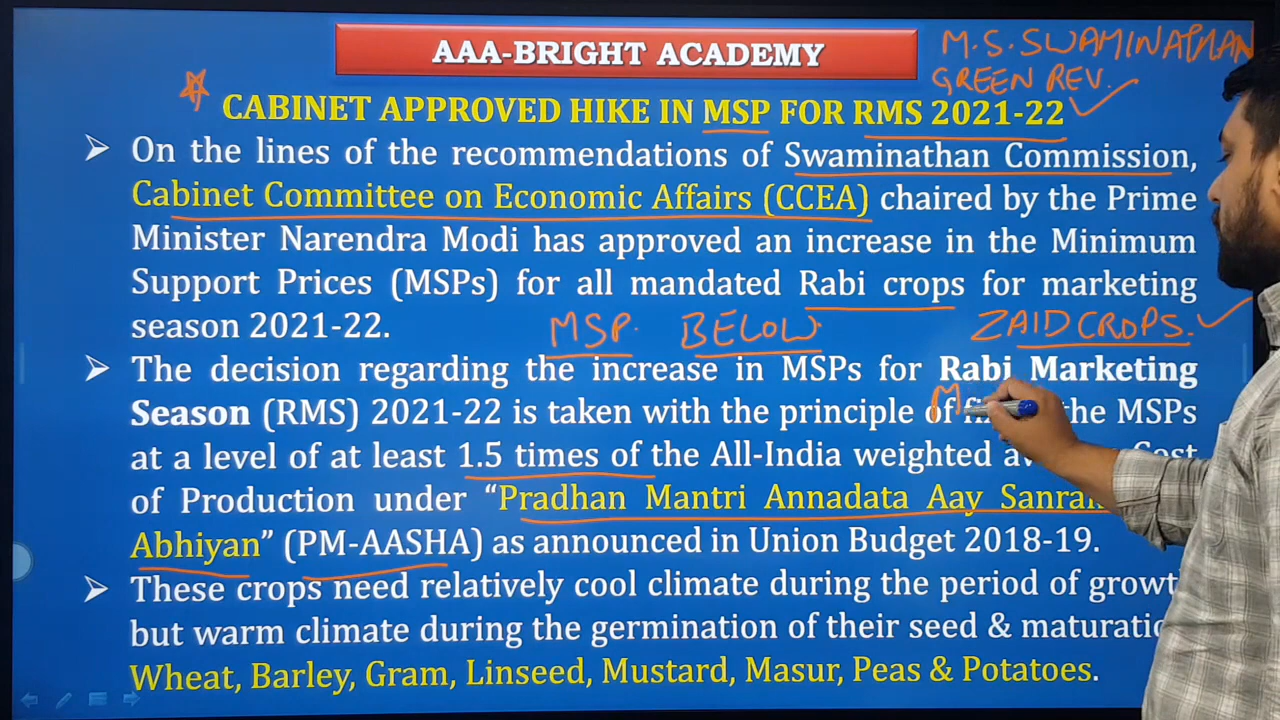 AAA-BRIGHT ACADEMY
M.S. SWAMINATHAN
GREEN REV.
CABINET APPROVED HIKE IN MSP FOR RMS 2021-22
➢ On the lines of the recommendations of Swaminathan Commission,
Cabinet Committee on Economic Affairs (CCEA) chaired by the Prime
Minister Narendra Modi has approved an increase in the Minimum
Support Prices (MSPs) for all mandated Rabi crops for marketing
season 2021-22.
MSP. BELOW. ZAID CROPS.
➢ The decision regarding the increase in MSPs for Rabi Marketing
M
Season (RMS) 2021-22 is taken with the principle of the MSPs
at a level of at least 1.5 times of the All-India weighted Cost
of Production under “Pradhan Mantri Annadata Aay
Abhiyan” (PM-AASHA) as announced in Union Budget 2018-19.
➢ These crops need relatively cool climate during the period of growt
but warm climate during the germination of their seed & maturatio
Wheat, Barley, Gram, Linseed, Mustard, Masur, Peas & Potatoes.